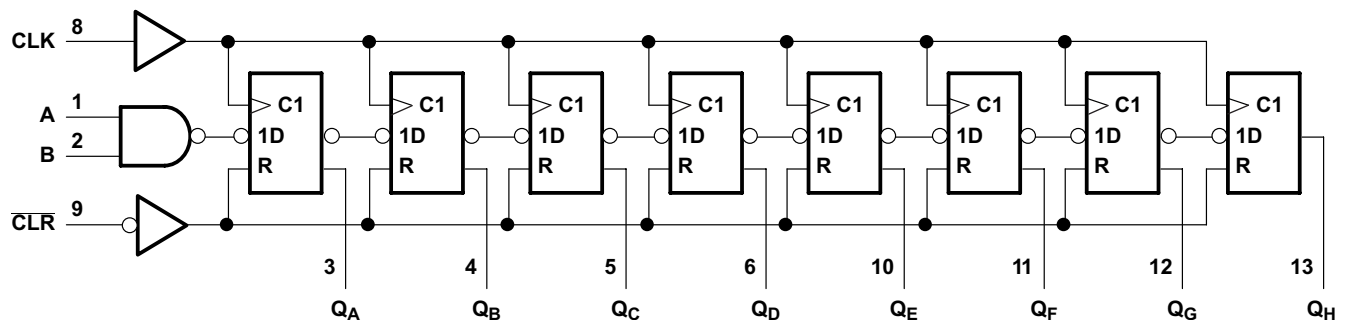 CLK 8
A 1
B 2
C̅L̅R̅ 9
C1 C1 C1 C1 C1 C1 C1 C1
1D 1D 1D 1D 1D 1D 1D 1D
R R R R R R R R
3 4 5 6 10 11 12 13
QA QB QC QD QE QF QG QH